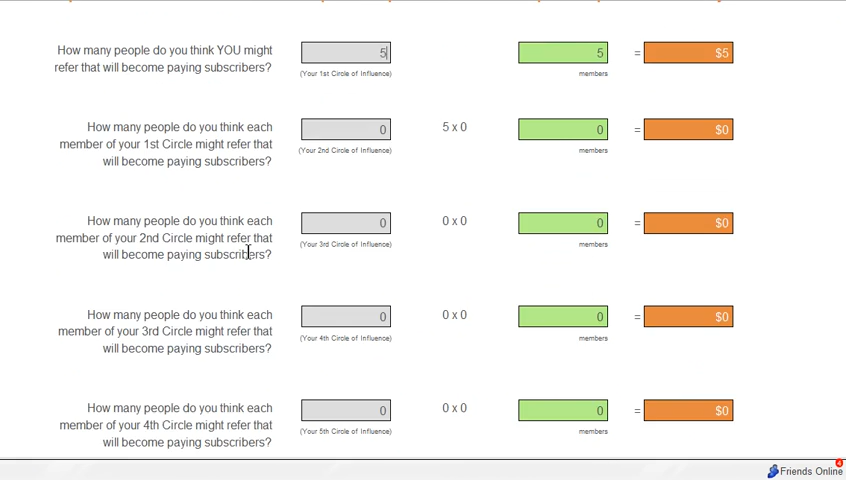 How many people do you think YOU might
refer that will become paying subscribers?
5
(Your 1st Circle of Influence)
5
members
=
$5
How many people do you think each
member of your 1st Circle might refer that
will become paying subscribers?
0
(Your 2nd Circle of Influence)
5 x 0
0
members
=
$0
How many people do you think each
member of your 2nd Circle might refer that
will become paying subscribers?
0
(Your 3rd Circle of Influence)
0 x 0
0
members
=
$0
How many people do you think each
member of your 3rd Circle might refer that
will become paying subscribers?
0
(Your 4th Circle of Influence)
0 x 0
0
members
=
$0
How many people do you think each
member of your 4th Circle might refer that
will become paying subscribers?
0
(Your 5th Circle of Influence)
0 x 0
0
members
=
$0
Friends Online